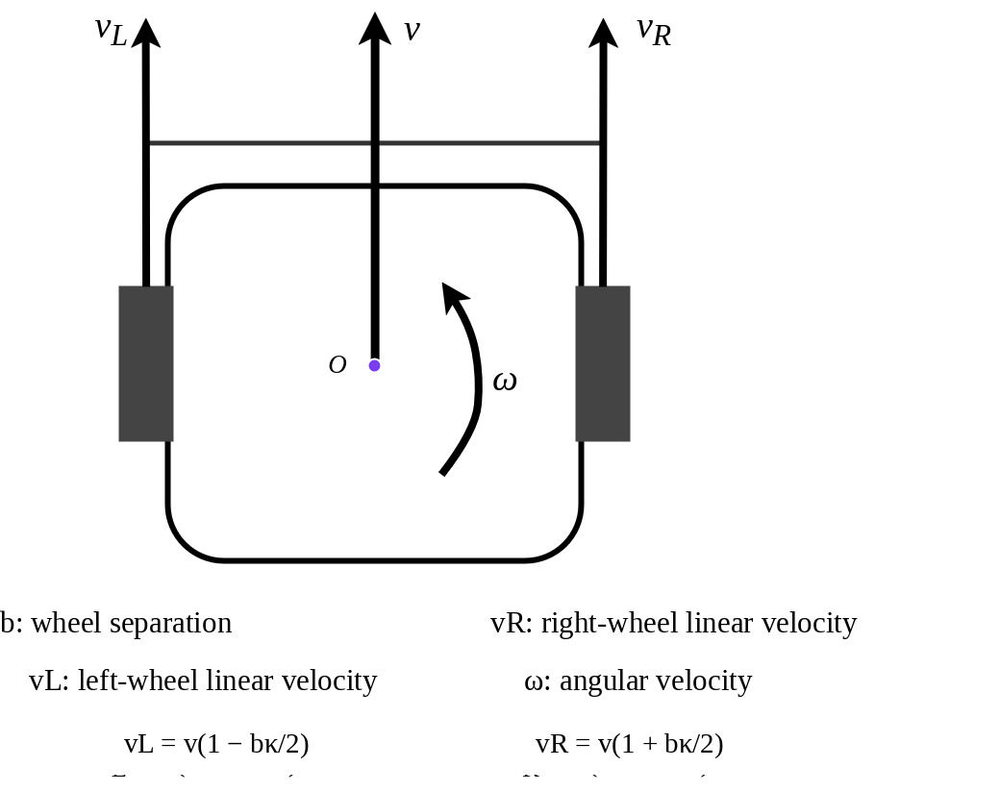 vL v vR
O
ω
b: wheel separation vR: right-wheel linear velocity
vL: left-wheel linear velocity ω: angular velocity
vL = v(1 − bκ/2) vR = v(1 + bκ/2)